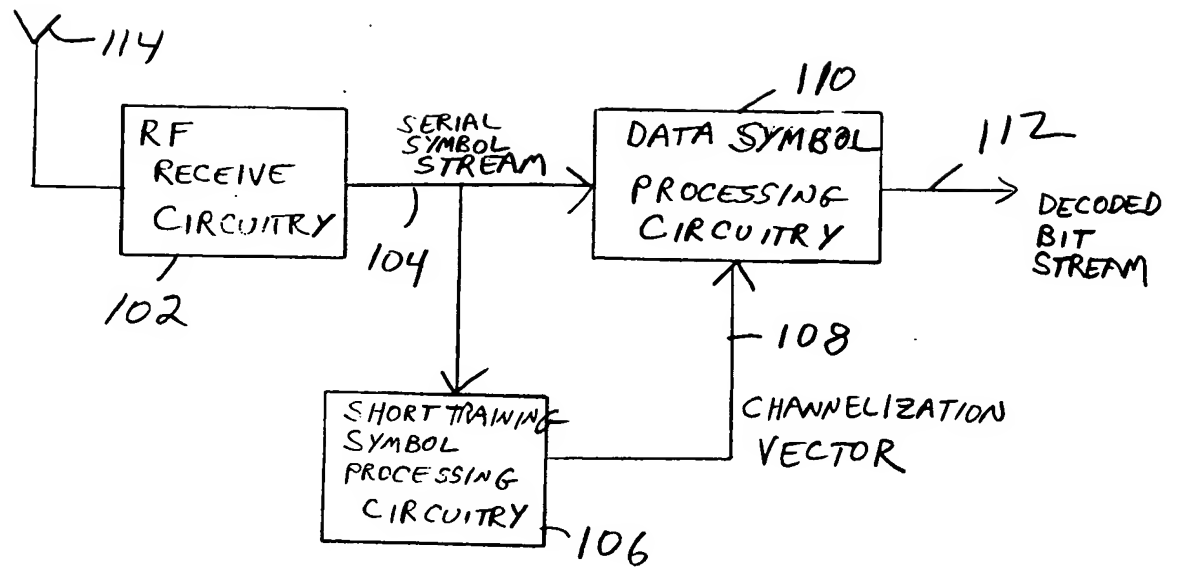 114
110
RF
RECEIVE
CIRCUITRY
SERIAL
SYMBOL
STREAM
DATA SYMBOL
PROCESSING
CIRCUITRY
112
DECODED
BIT
STREAM
104
102
108
SHORT TRAINING
SYMBOL
PROCESSING
CIRCUITRY
CHANNELIZATION
VECTOR
106